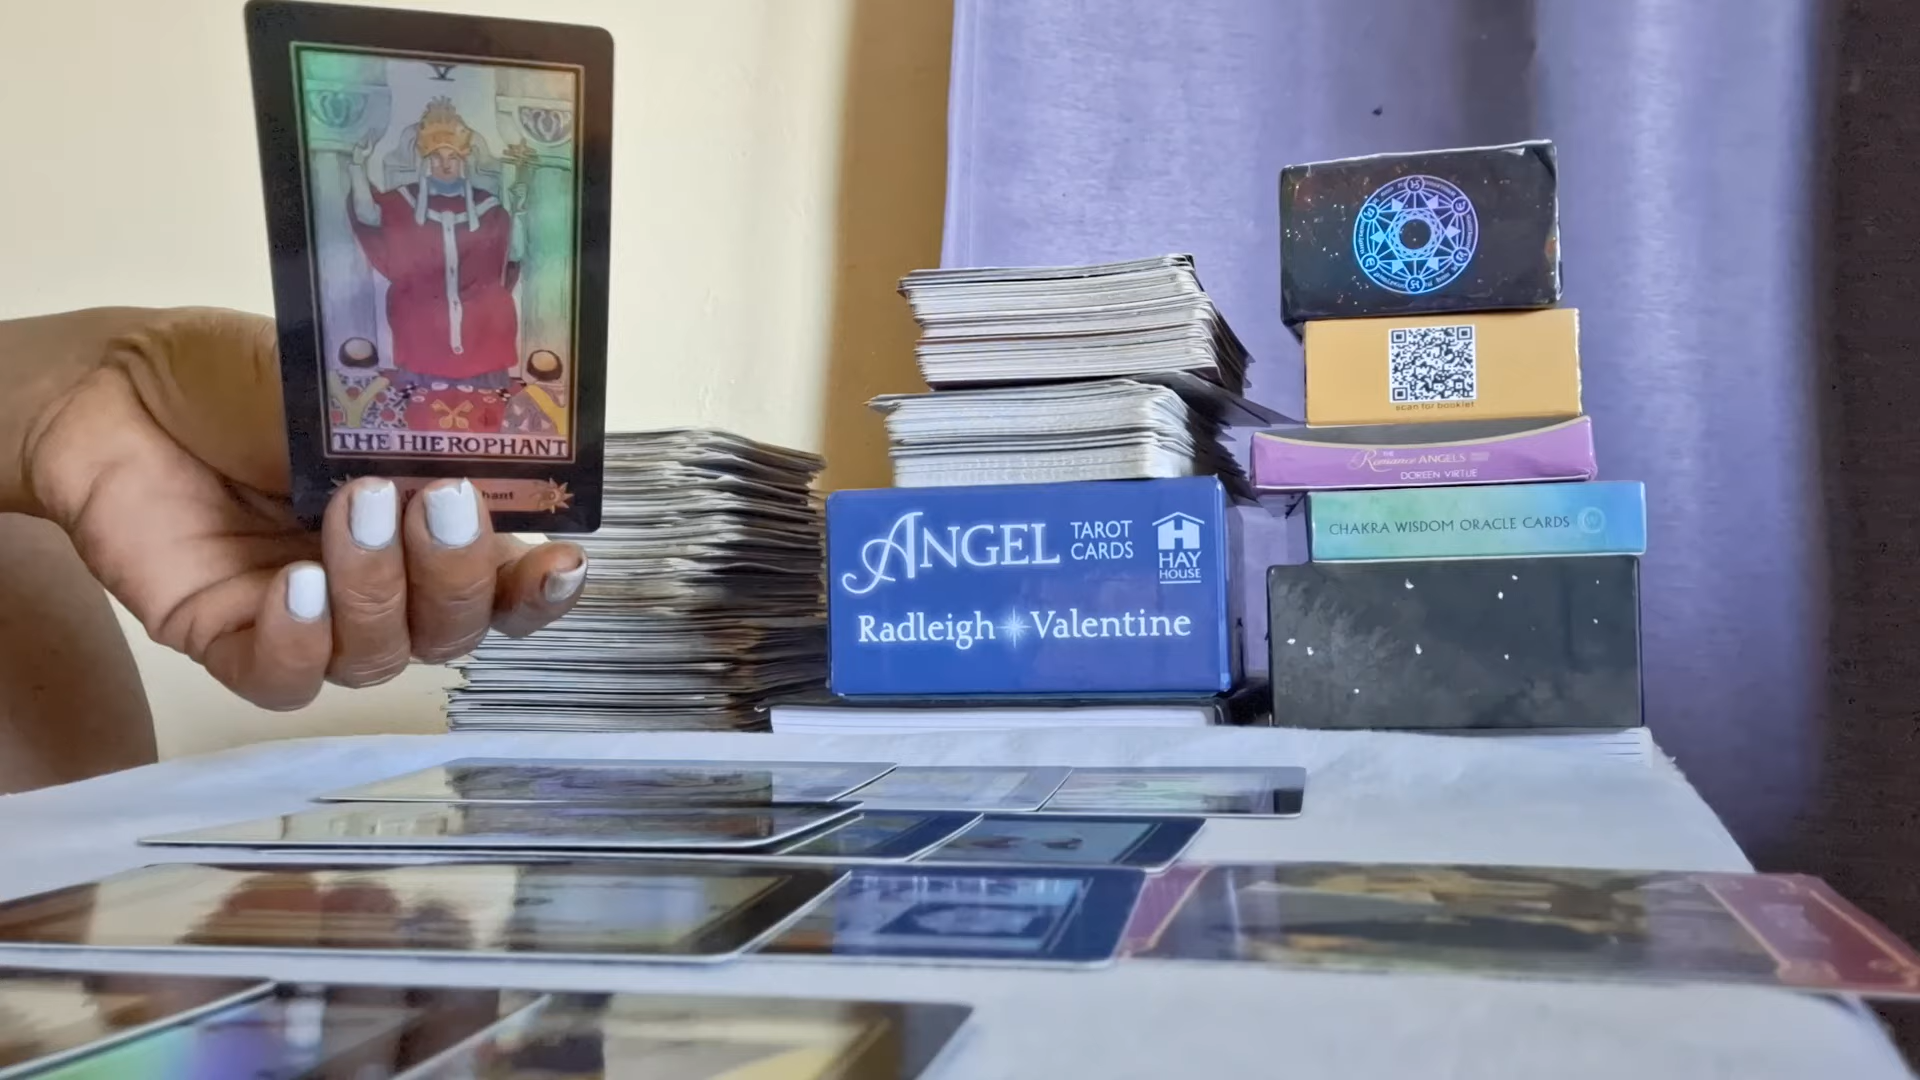 V
THE HIEROPHANT
ANGEL
TAROT
CARDS
HAY
HOUSE
Radleigh Valentine
scan for booklet
THE
Romance ANGELS
DOREEN VIRTUE
CHAKRA WISDOM ORACLE CARDS